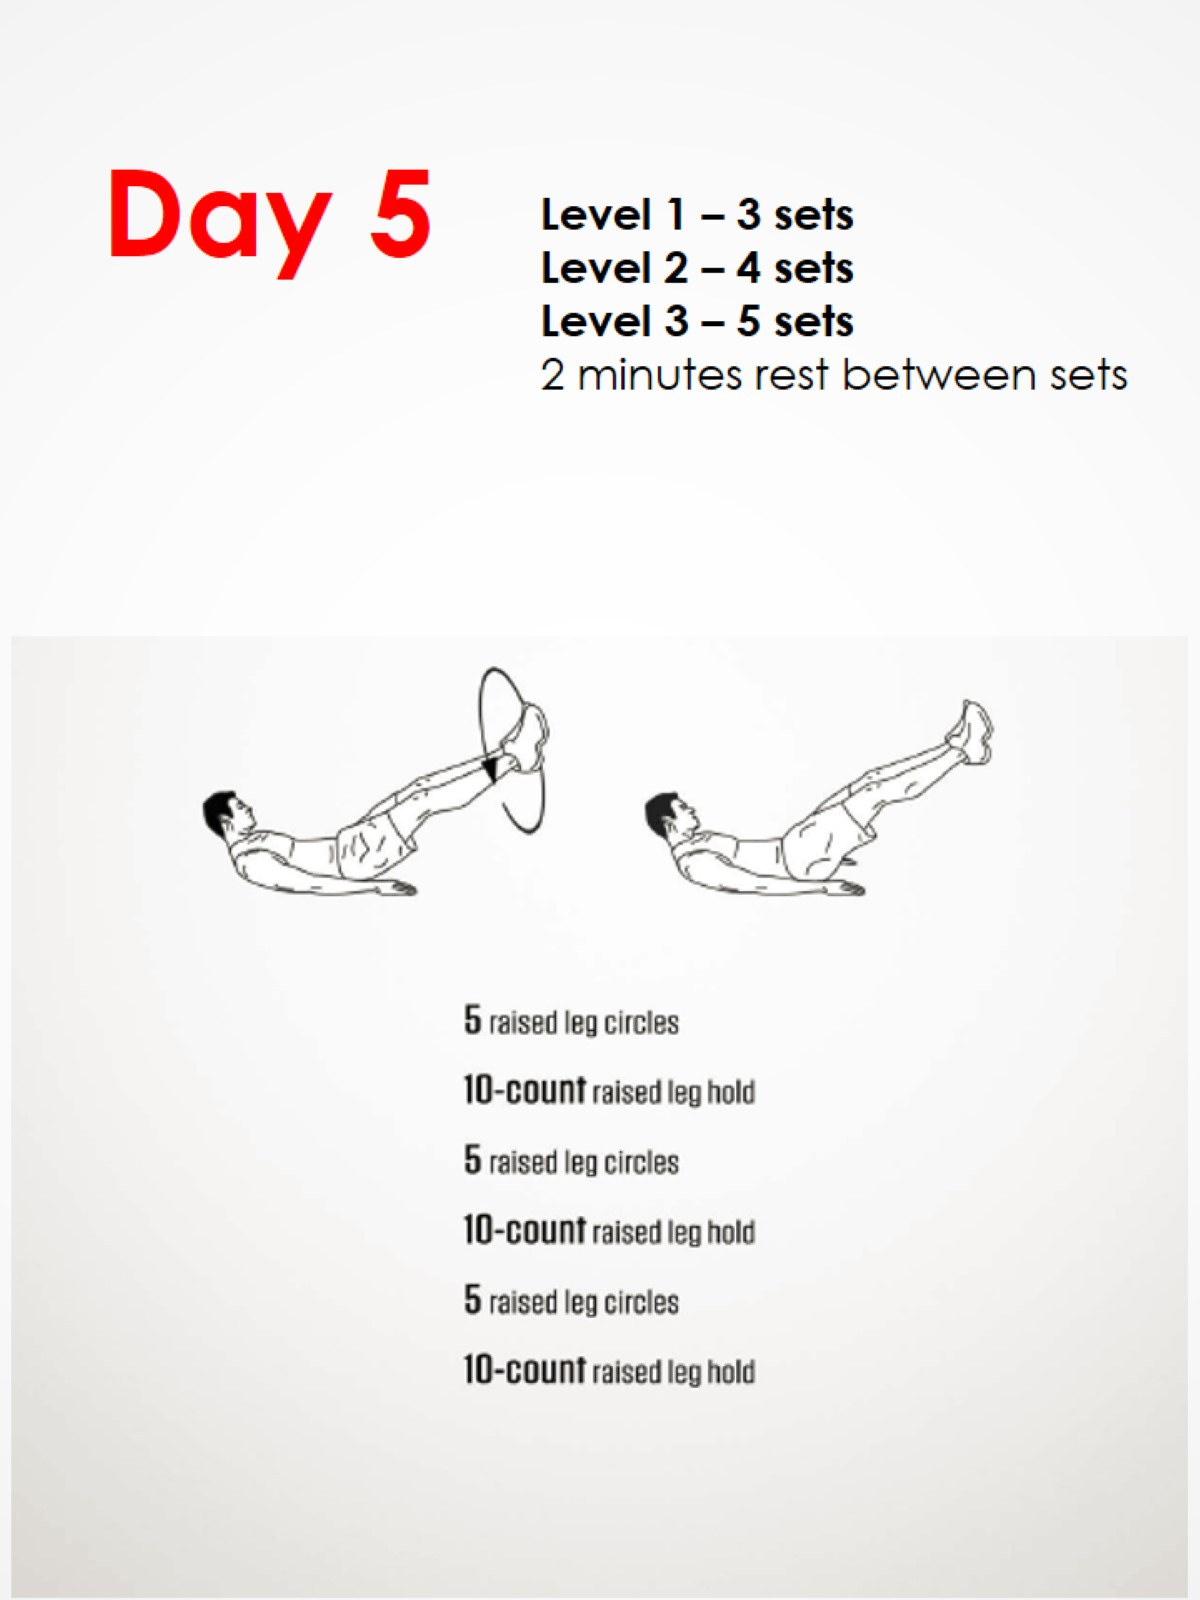 Day 5
Level 1 – 3 sets
Level 2 – 4 sets
Level 3 – 5 sets
2 minutes rest between sets
5 raised leg circles
10-count raised leg hold
5 raised leg circles
10-count raised leg hold
5 raised leg circles
10-count raised leg hold